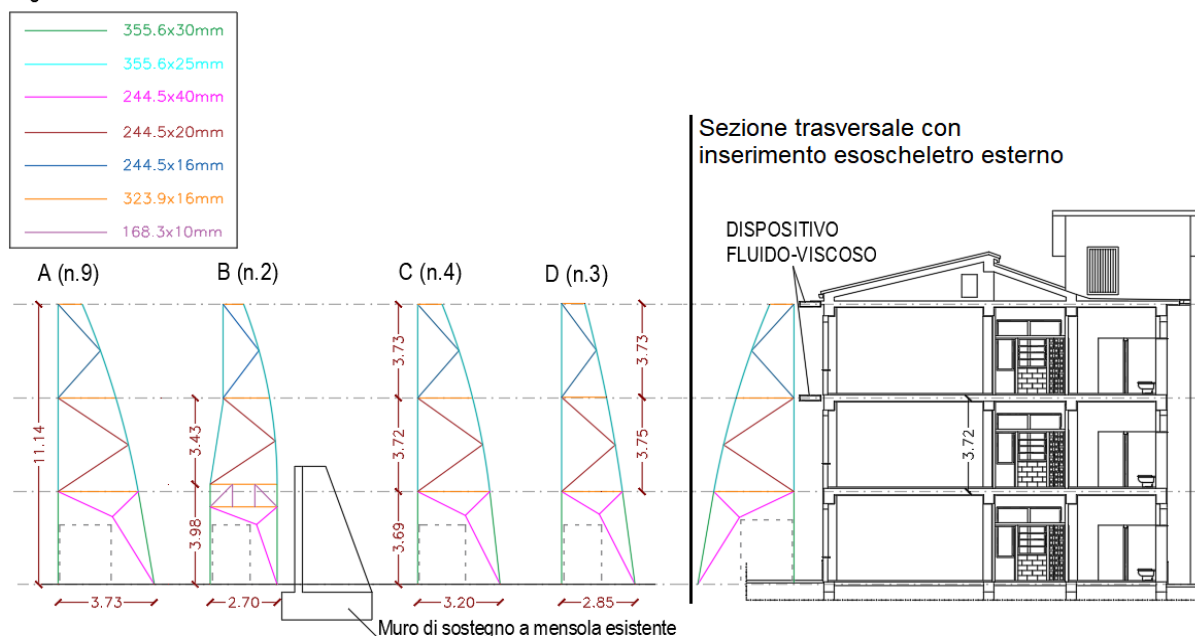 355.6x30mm
355.6x25mm
244.5x40mm
244.5x20mm
244.5x16mm
323.9x16mm
168.3x10mm
Sezione trasversale con
inserimento esoscheletro esterno
DISPOSITIVO
FLUIDO-VISCOSO
A (n.9)
B (n.2)
C (n.4)
D (n.3)
11.14
3.43
3.98
3.73
3.72
3.69
3.73
3.75
3.72
3.73
2.70
3.20
2.85
Muro di sostegno a mensola esistente